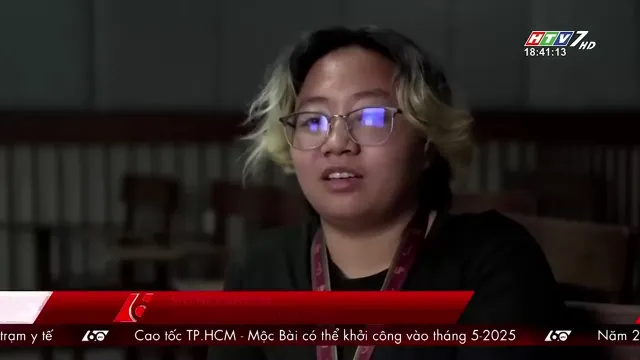 HTV7 HD
18:41:13
trạm y tế
Cao tốc TP.HCM - Mộc Bài có thể khởi công vào tháng 5-2025
Năm 2